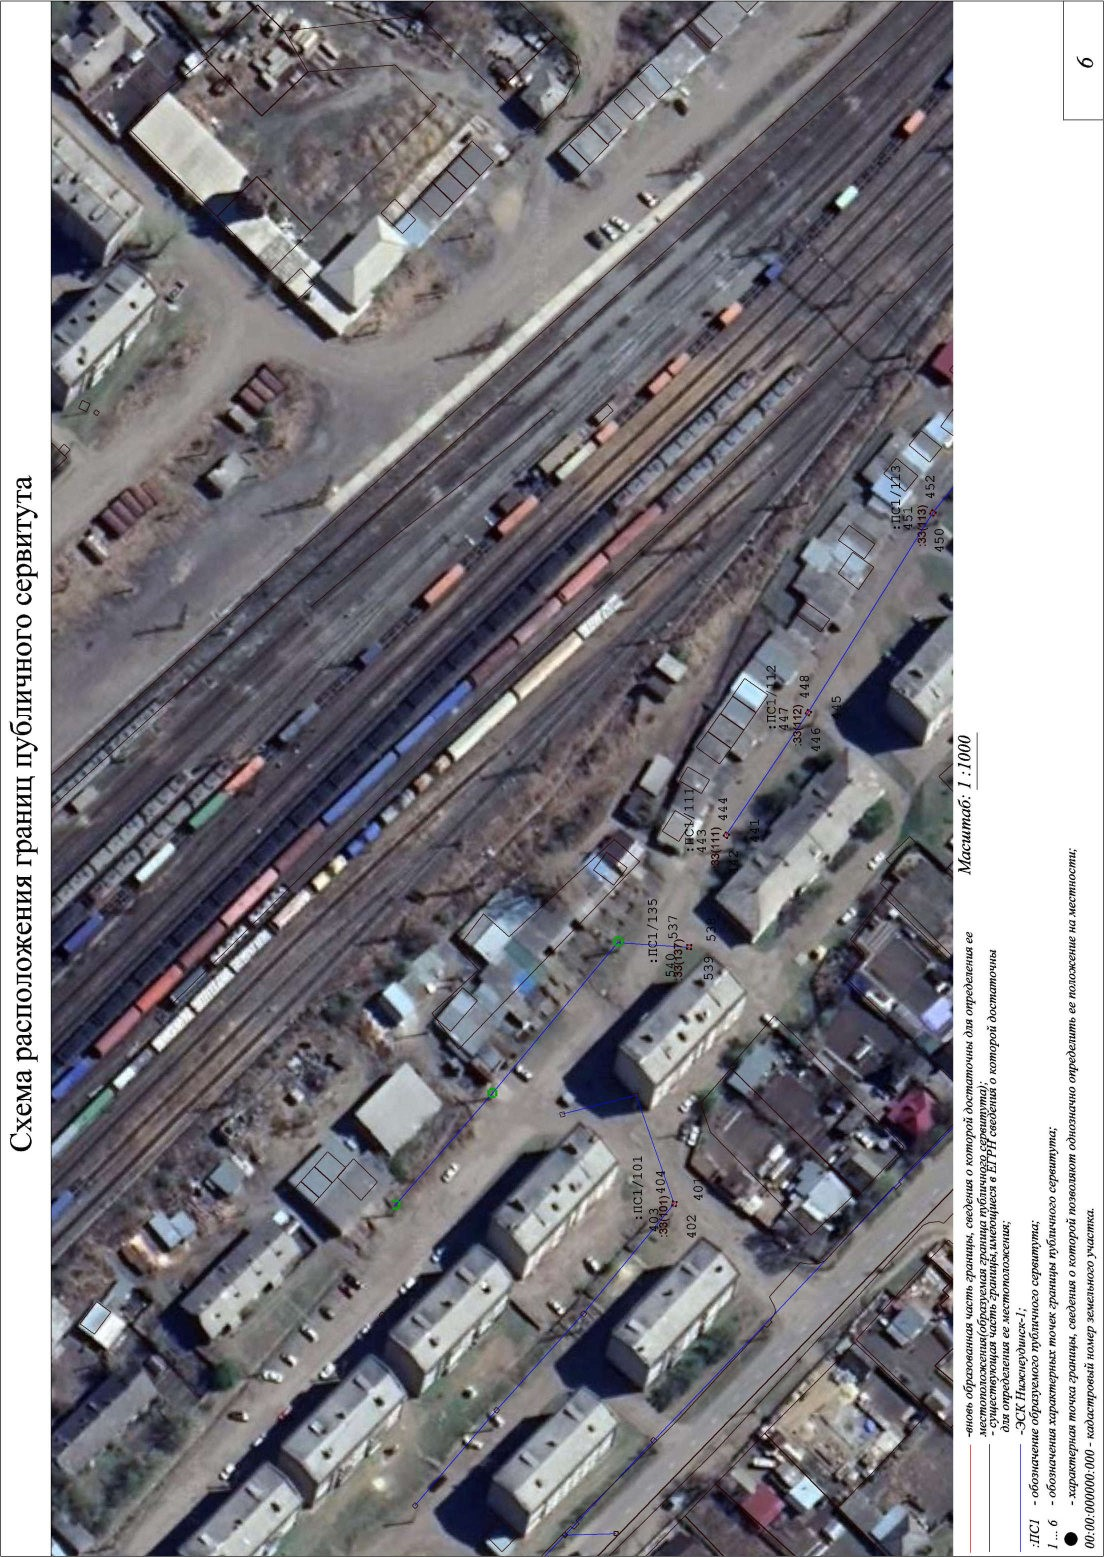 Схема расположения границ публичного сервитута
:ПС1/113
451
452
:33(113)
450
:ПС1/112
447
448
:33(112)
446
:ПС1/111
443
444
:33(111)
441
:ПС1/135
537
540
:33(137)
539
:ПС1/101
404
403
:33(101)
402
Масштаб: 1 :1000
-вновь образованная часть границы, сведения о которой достаточны для определения ее
местоположения(образуемая граница публичного сервитута);
- существующая часть границы,имеющиеся в ЕГРН сведения о которой достаточны
для определения ее местоположения;
-ЭСК Нижнеудинск-1;
:ПС1 - обозначение образуемого публичного сервитута;
1 ... 6 - обозначения характерных точек границы публичного сервитута;
- характерная точка границы, сведения о которой позволяют однозначно определить ее положение на местности;
00:00:000000:000 - кадастровый номер земельного участка.
6